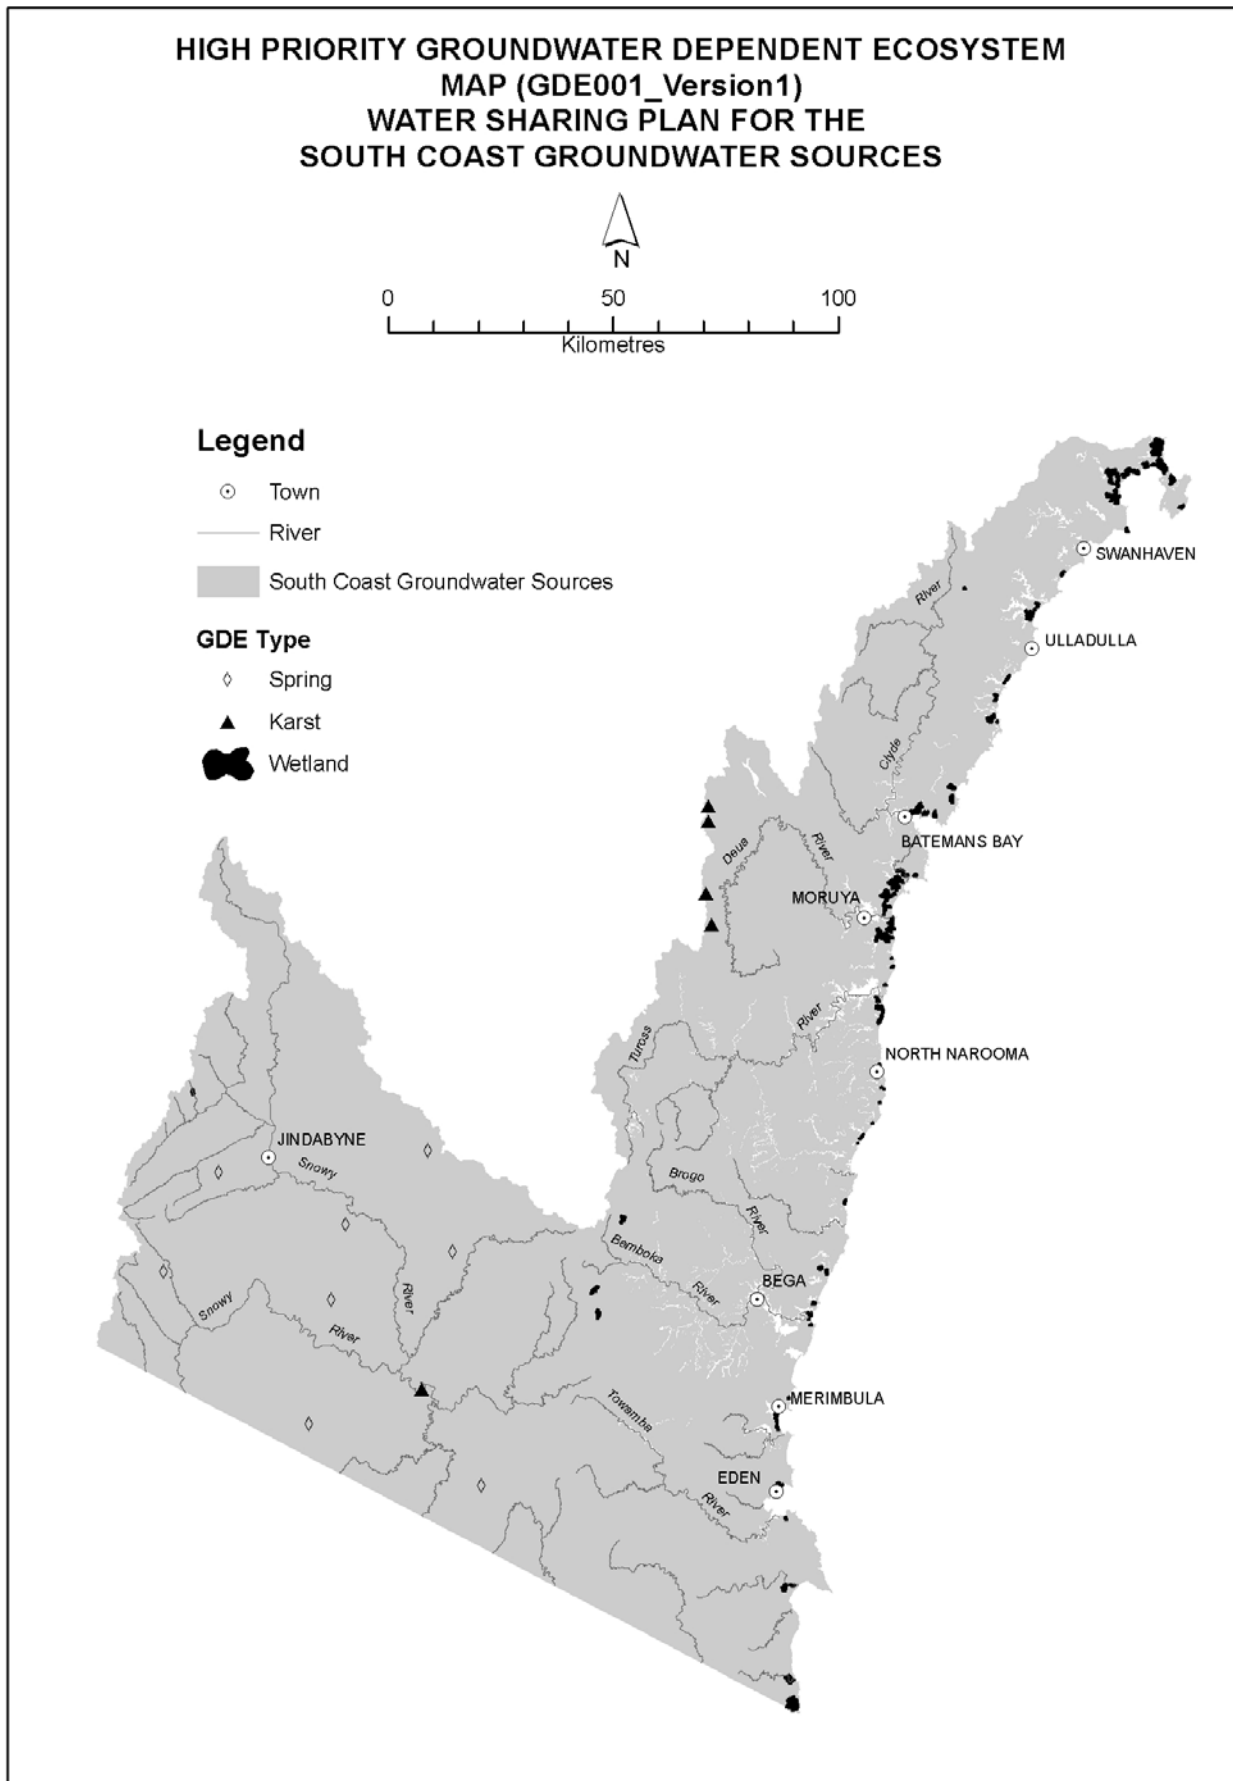 HIGH PRIORITY GROUNDWATER DEPENDENT ECOSYSTEM
MAP (GDE001_Version1)
WATER SHARING PLAN FOR THE
SOUTH COAST GROUNDWATER SOURCES
N
0 50 100
Kilometres
Legend
Town
River
South Coast Groundwater Sources
GDE Type
Spring
Karst
Wetland
SWANHAVEN
River
ULLADULLA
Clyde
BATEMANS BAY
Deua
River
MORUYA
River
Tuross
NORTH NAROOMA
JINDABYNE
Snowy
Brogo
River
Bemboka
River
BEGA
Snowy
River
River
MERIMBULA
Towamba
EDEN
River